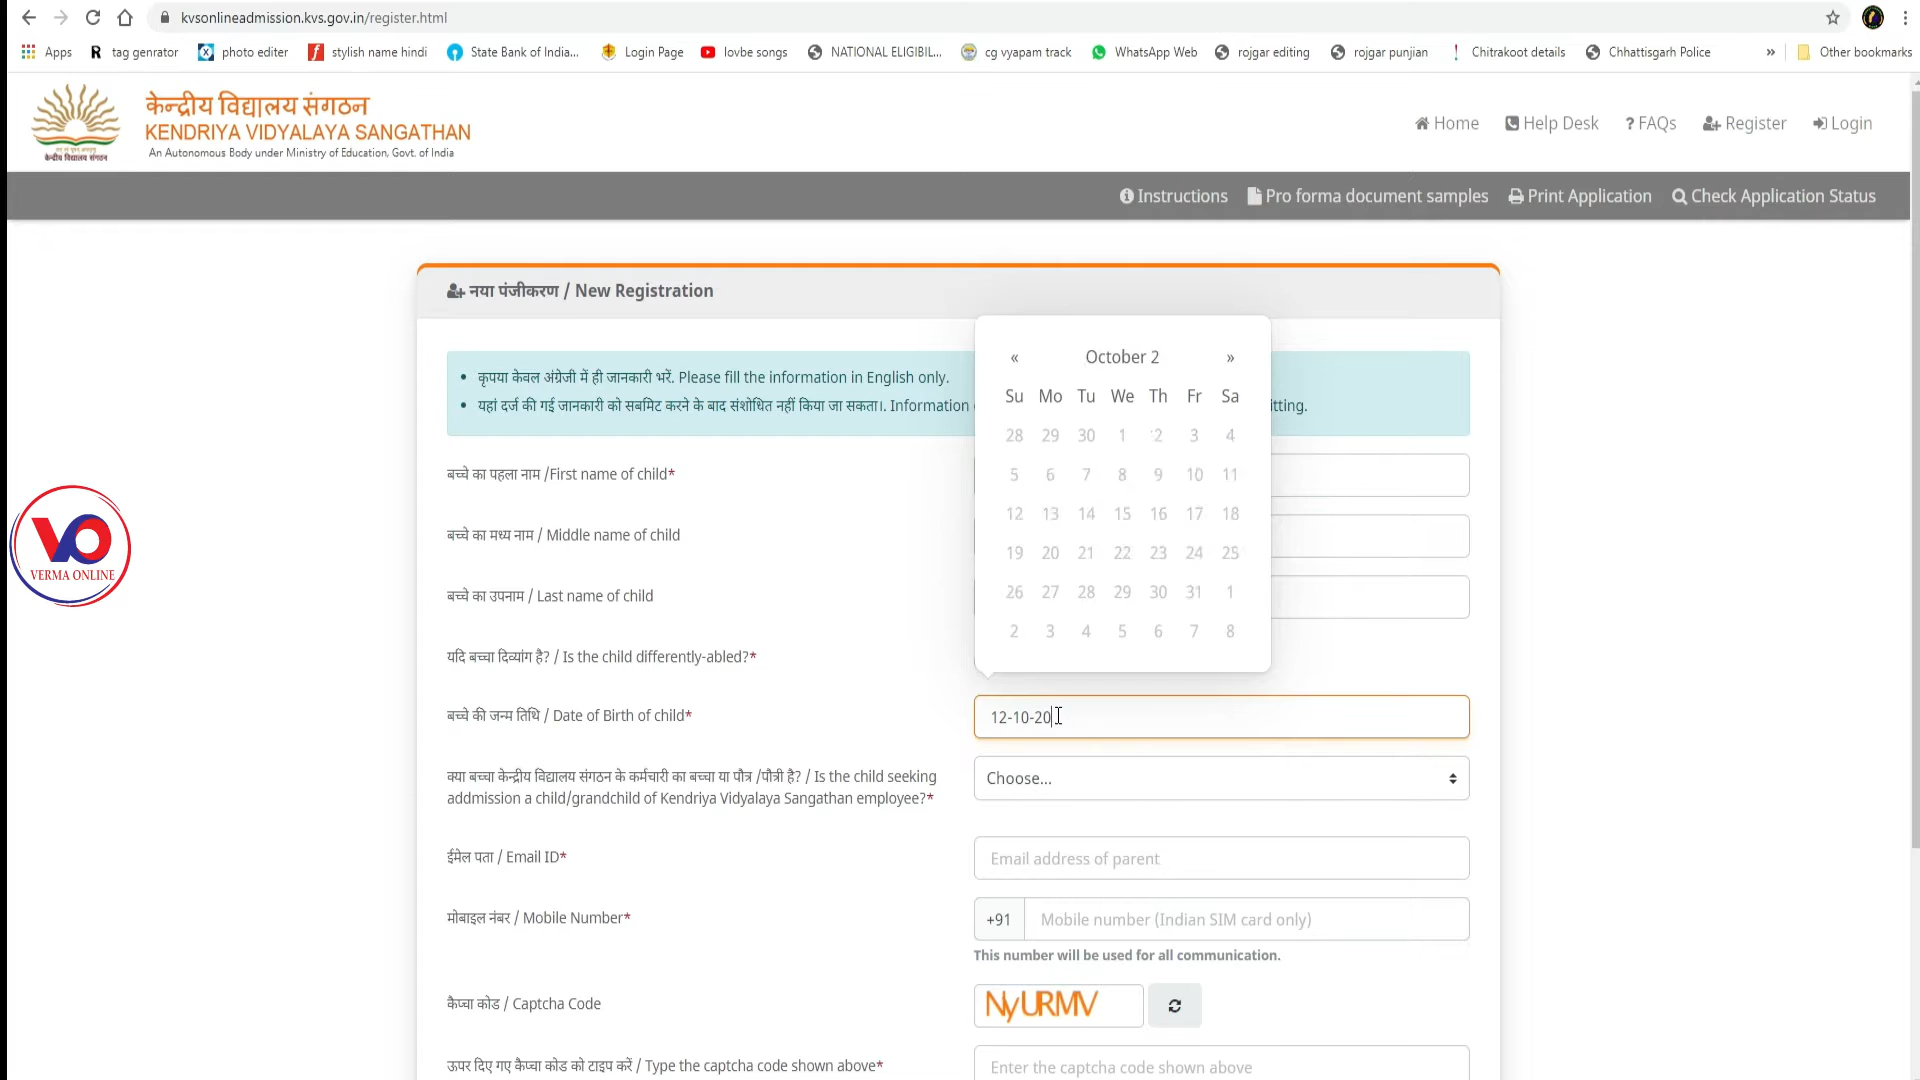 kvsonlineadmission.kvs.gov.in/register.html
Apps R tag genrator photo editer f stylish name hindi State Bank of India... Login Page lovbe songs NATIONAL ELIGIBIL... cg vyapam track WhatsApp Web rojgar editing rojgar punjian Chitrakoot details Chhattisgarh Police » Other bookmarks
केन्द्रीय विद्यालय संगठन
KENDRIYA VIDYALAYA SANGATHAN
An Autonomous Body under Ministry of Education, Govt. of India
केन्द्रीय विद्यालय संगठन
Home Help Desk ? FAQs Register Login
Instructions Pro forma document samples Print Application Check Application Status
नया पंजीकरण / New Registration
• कृपया केवल अंग्रेजी में ही जानकारी भरें. Please fill the information in English only.
• यहां दर्ज की गई जानकारी को सबमिट करने के बाद संशोधित नहीं किया जा सकता।. Information itting.
« October 2 »
Su Mo Tu We Th Fr Sa
28 29 30 1 2 3 4
5 6 7 8 9 10 11
12 13 14 15 16 17 18
19 20 21 22 23 24 25
26 27 28 29 30 31 1
2 3 4 5 6 7 8
बच्चे का पहला नाम /First name of child*
बच्चे का मध्य नाम / Middle name of child
बच्चे का उपनाम / Last name of child
यदि बच्चा दिव्यांग है? / Is the child differently-abled?*
बच्चे की जन्म तिथि / Date of Birth of child*
12-10-20
क्या बच्चा केन्द्रीय विद्यालय संगठन के कर्मचारी का बच्चा या पौत्र /पौत्री है? / Is the child seeking
addmission a child/grandchild of Kendriya Vidyalaya Sangathan employee?*
Choose...
ईमेल पता / Email ID*
Email address of parent
मोबाइल नंबर / Mobile Number*
+91 Mobile number (Indian SIM card only)
This number will be used for all communication.
कैप्चा कोड / Captcha Code
NyURMV
ऊपर दिए गए कैप्चा कोड को टाइप करें / Type the captcha code shown above*
Enter the captcha code shown above
VO
VERMA ONLINE